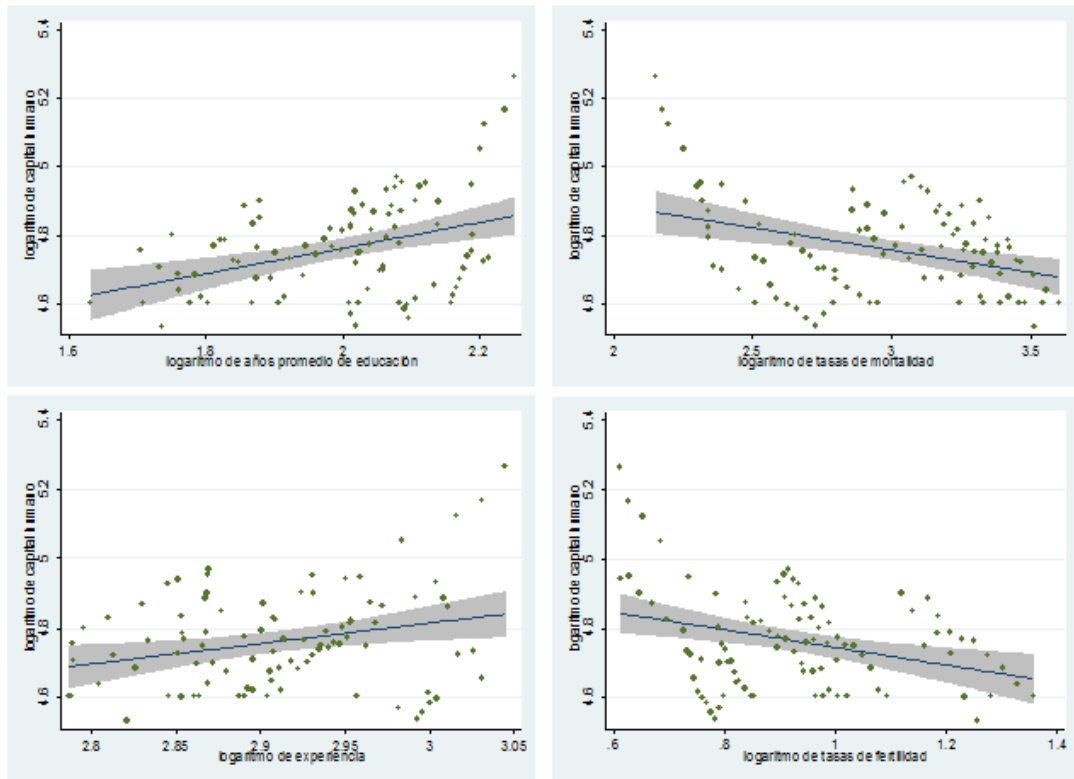 logaritmo de capital humano
5.4
5.2
5
4.8
4.6
1.6 1.8 2 2.2
logaritmo de años promedio de educación
logaritmo de capital humano
5.4
5.2
5
4.8
4.6
2 2.5 3 3.5
logaritmo de tasas de mortalidad
logaritmo de capital humano
5.4
5.2
5
4.8
4.6
2.8 2.85 2.9 2.95 3 3.05
logaritmo de experiencia
logaritmo de capital humano
5.4
5.2
5
4.8
4.6
.6 .8 1 1.2 1.4
logaritmo de tasas de fertilidad